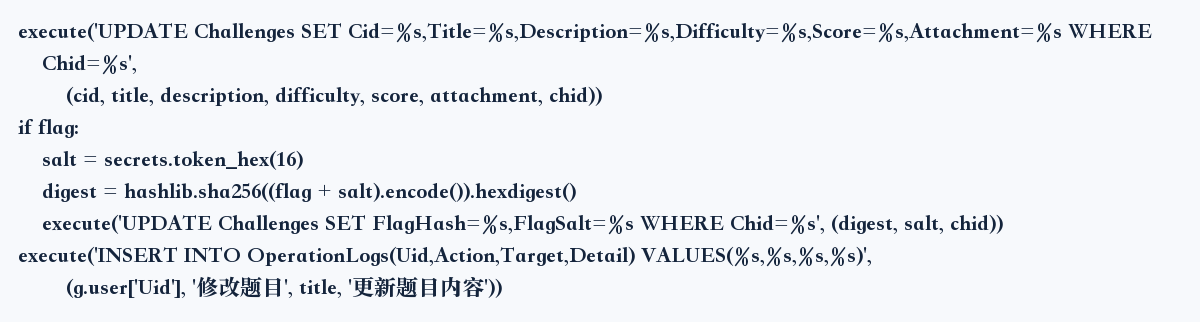 execute('UPDATE Challenges SET Cid=%s,Title=%s,Description=%s,Difficulty=%s,Score=%s,Attachment=%s WHERE
Chid=%s',
(cid, title, description, difficulty, score, attachment, chid))
if flag:
salt = secrets.token_hex(16)
digest = hashlib.sha256((flag + salt).encode()).hexdigest()
execute('UPDATE Challenges SET FlagHash=%s,FlagSalt=%s WHERE Chid=%s', (digest, salt, chid))
execute('INSERT INTO OperationLogs(Uid,Action,Target,Detail) VALUES(%s,%s,%s,%s)',
(g.user['Uid'], '修改题目', title, '更新题目内容'))